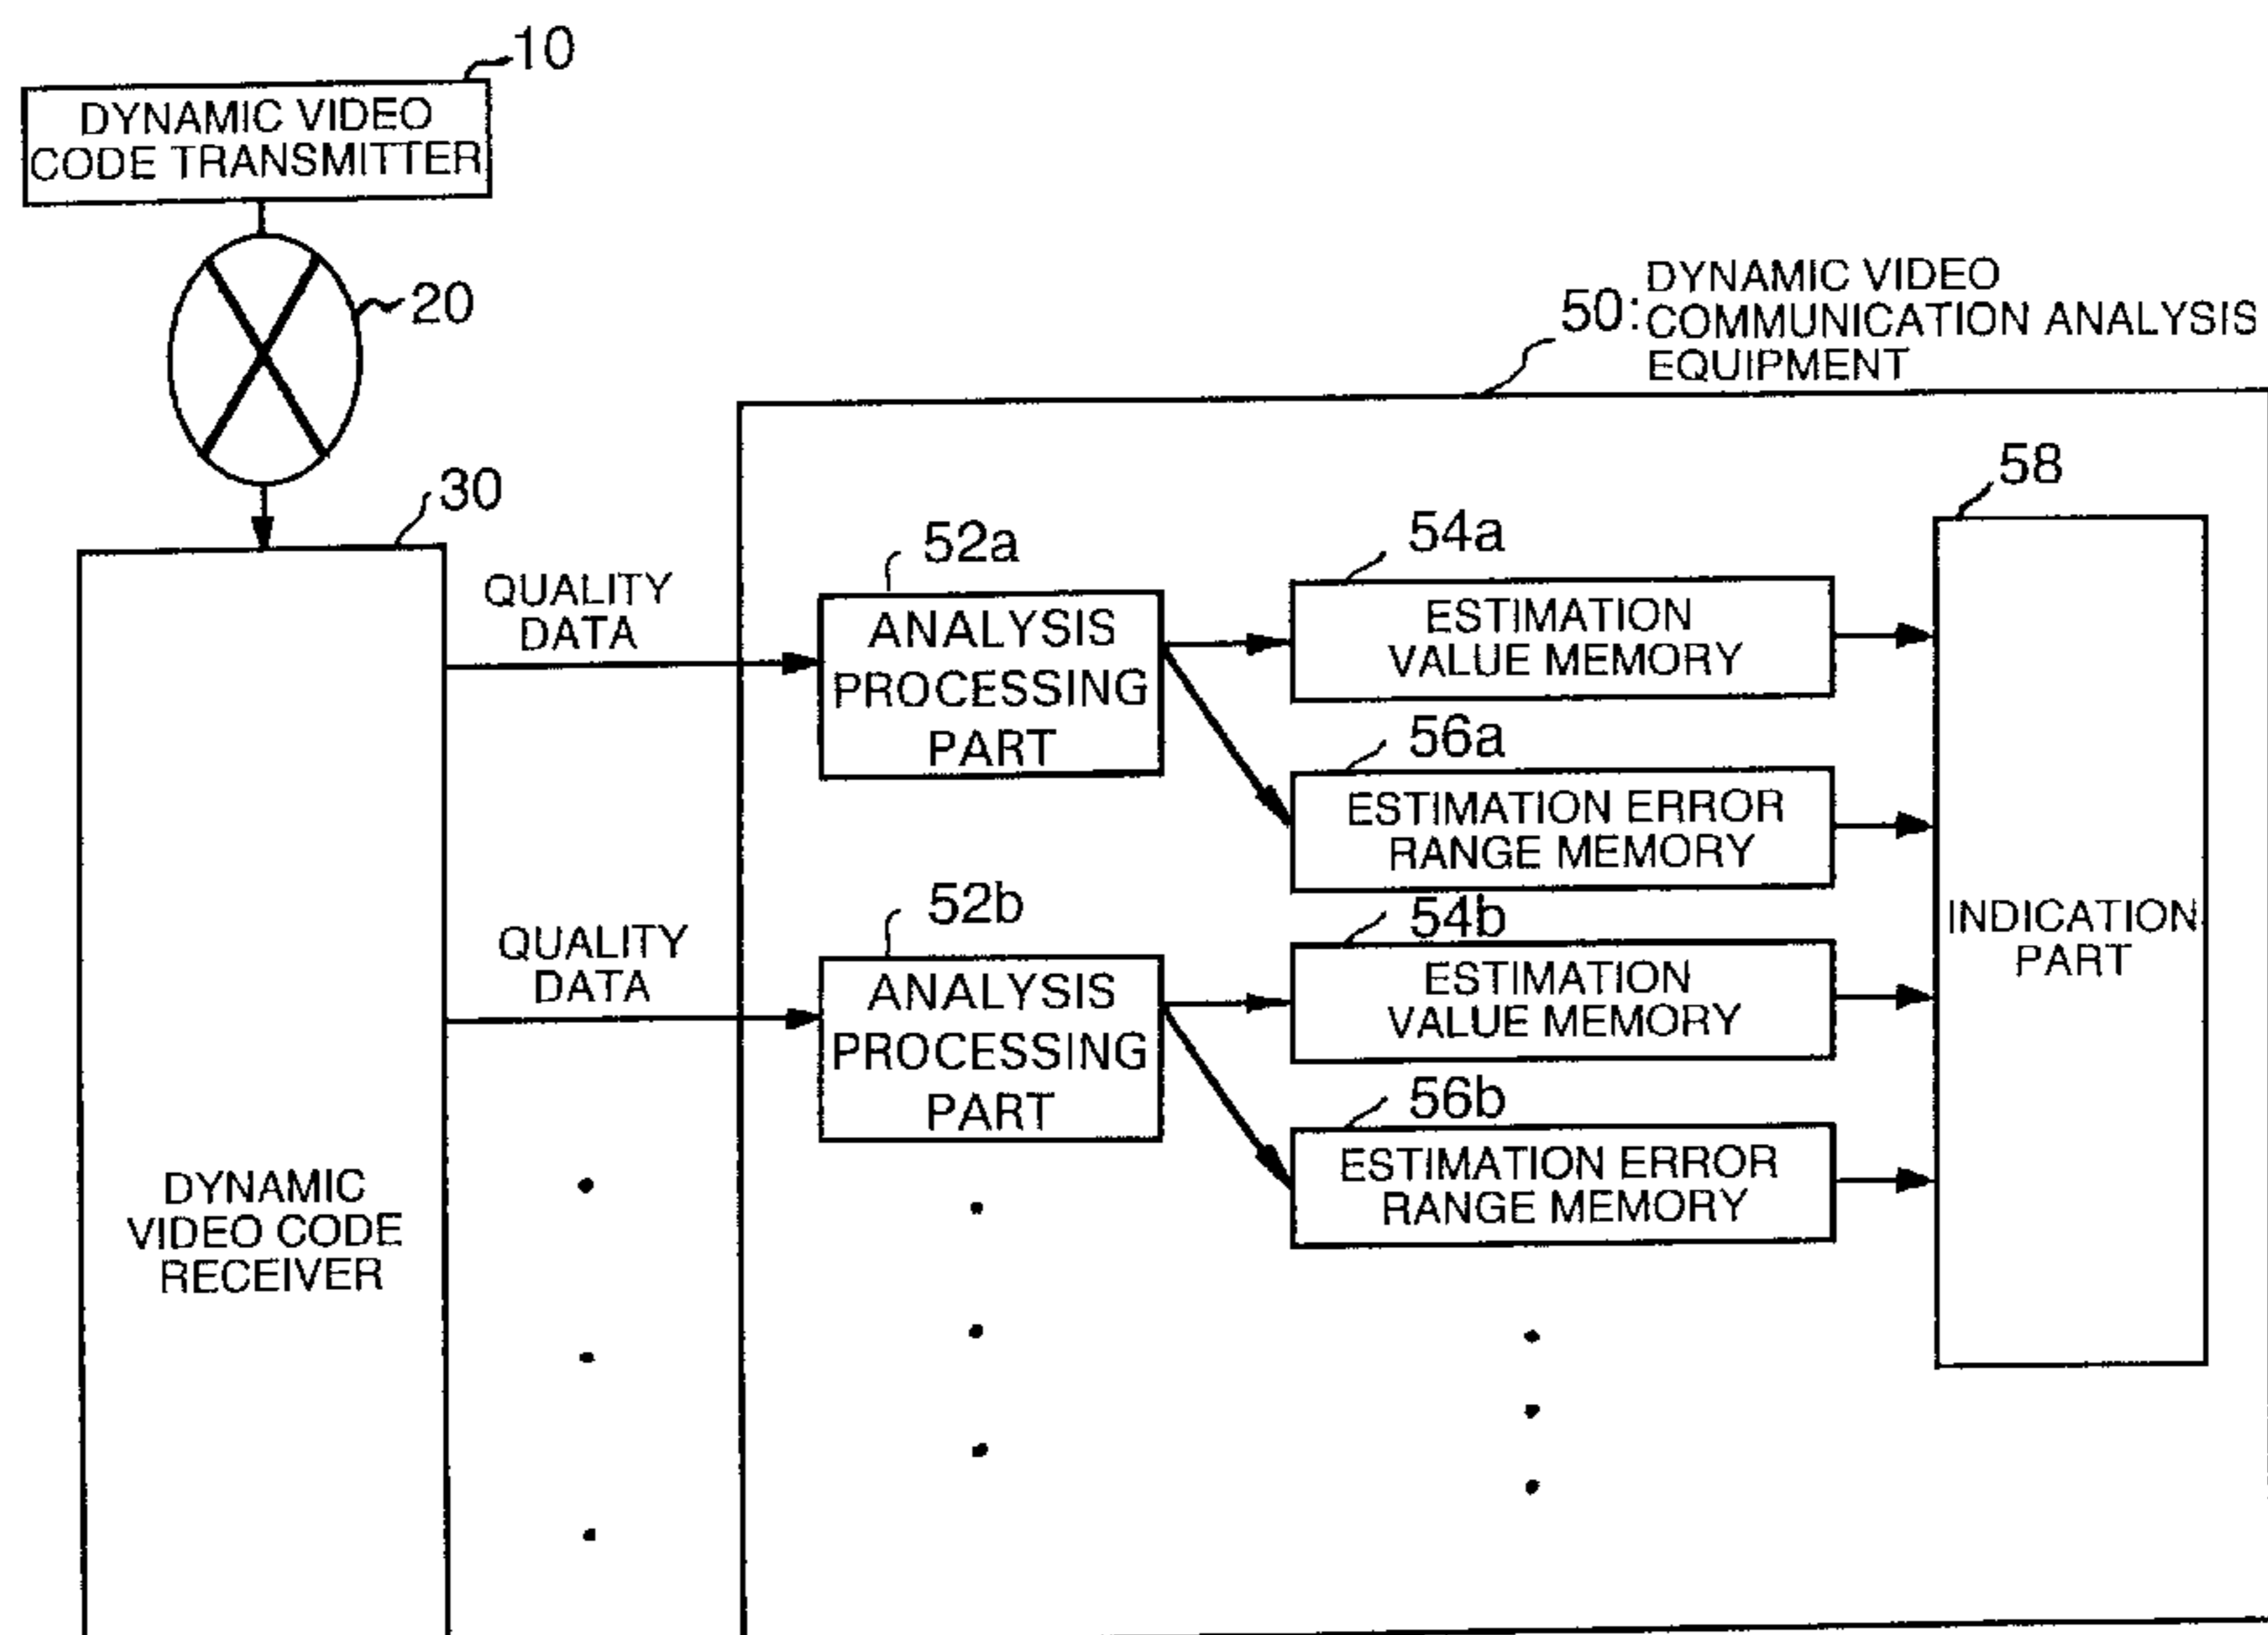 10
DYNAMIC VIDEO
CODE TRANSMITTER
20
50: DYNAMIC VIDEO
COMMUNICATION ANALYSIS
EQUIPMENT
30
58
QUALITY
DATA
52a
ANALYSIS
PROCESSING
PART
54a
ESTIMATION
VALUE MEMORY
56a
ESTIMATION ERROR
RANGE MEMORY
QUALITY
DATA
52b
ANALYSIS
PROCESSING
PART
54b
ESTIMATION
VALUE MEMORY
56b
ESTIMATION ERROR
RANGE MEMORY
INDICATION
PART
DYNAMIC
VIDEO CODE
RECEIVER